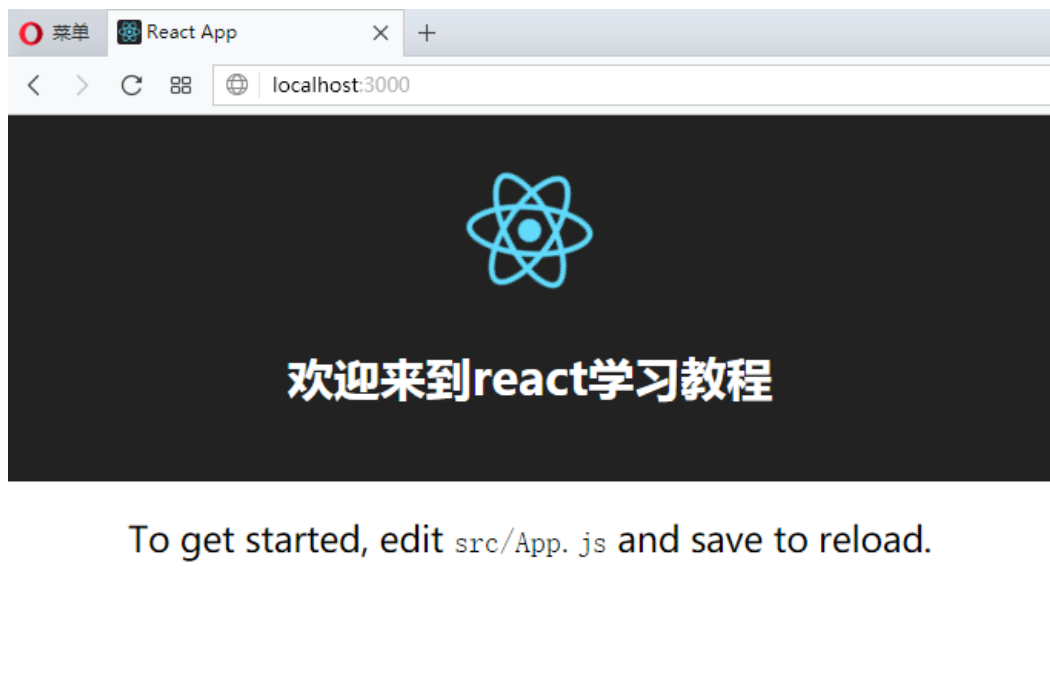 菜单 React App
localhost:3000
欢迎来到react学习教程
To get started, edit src/App.js and save to reload.